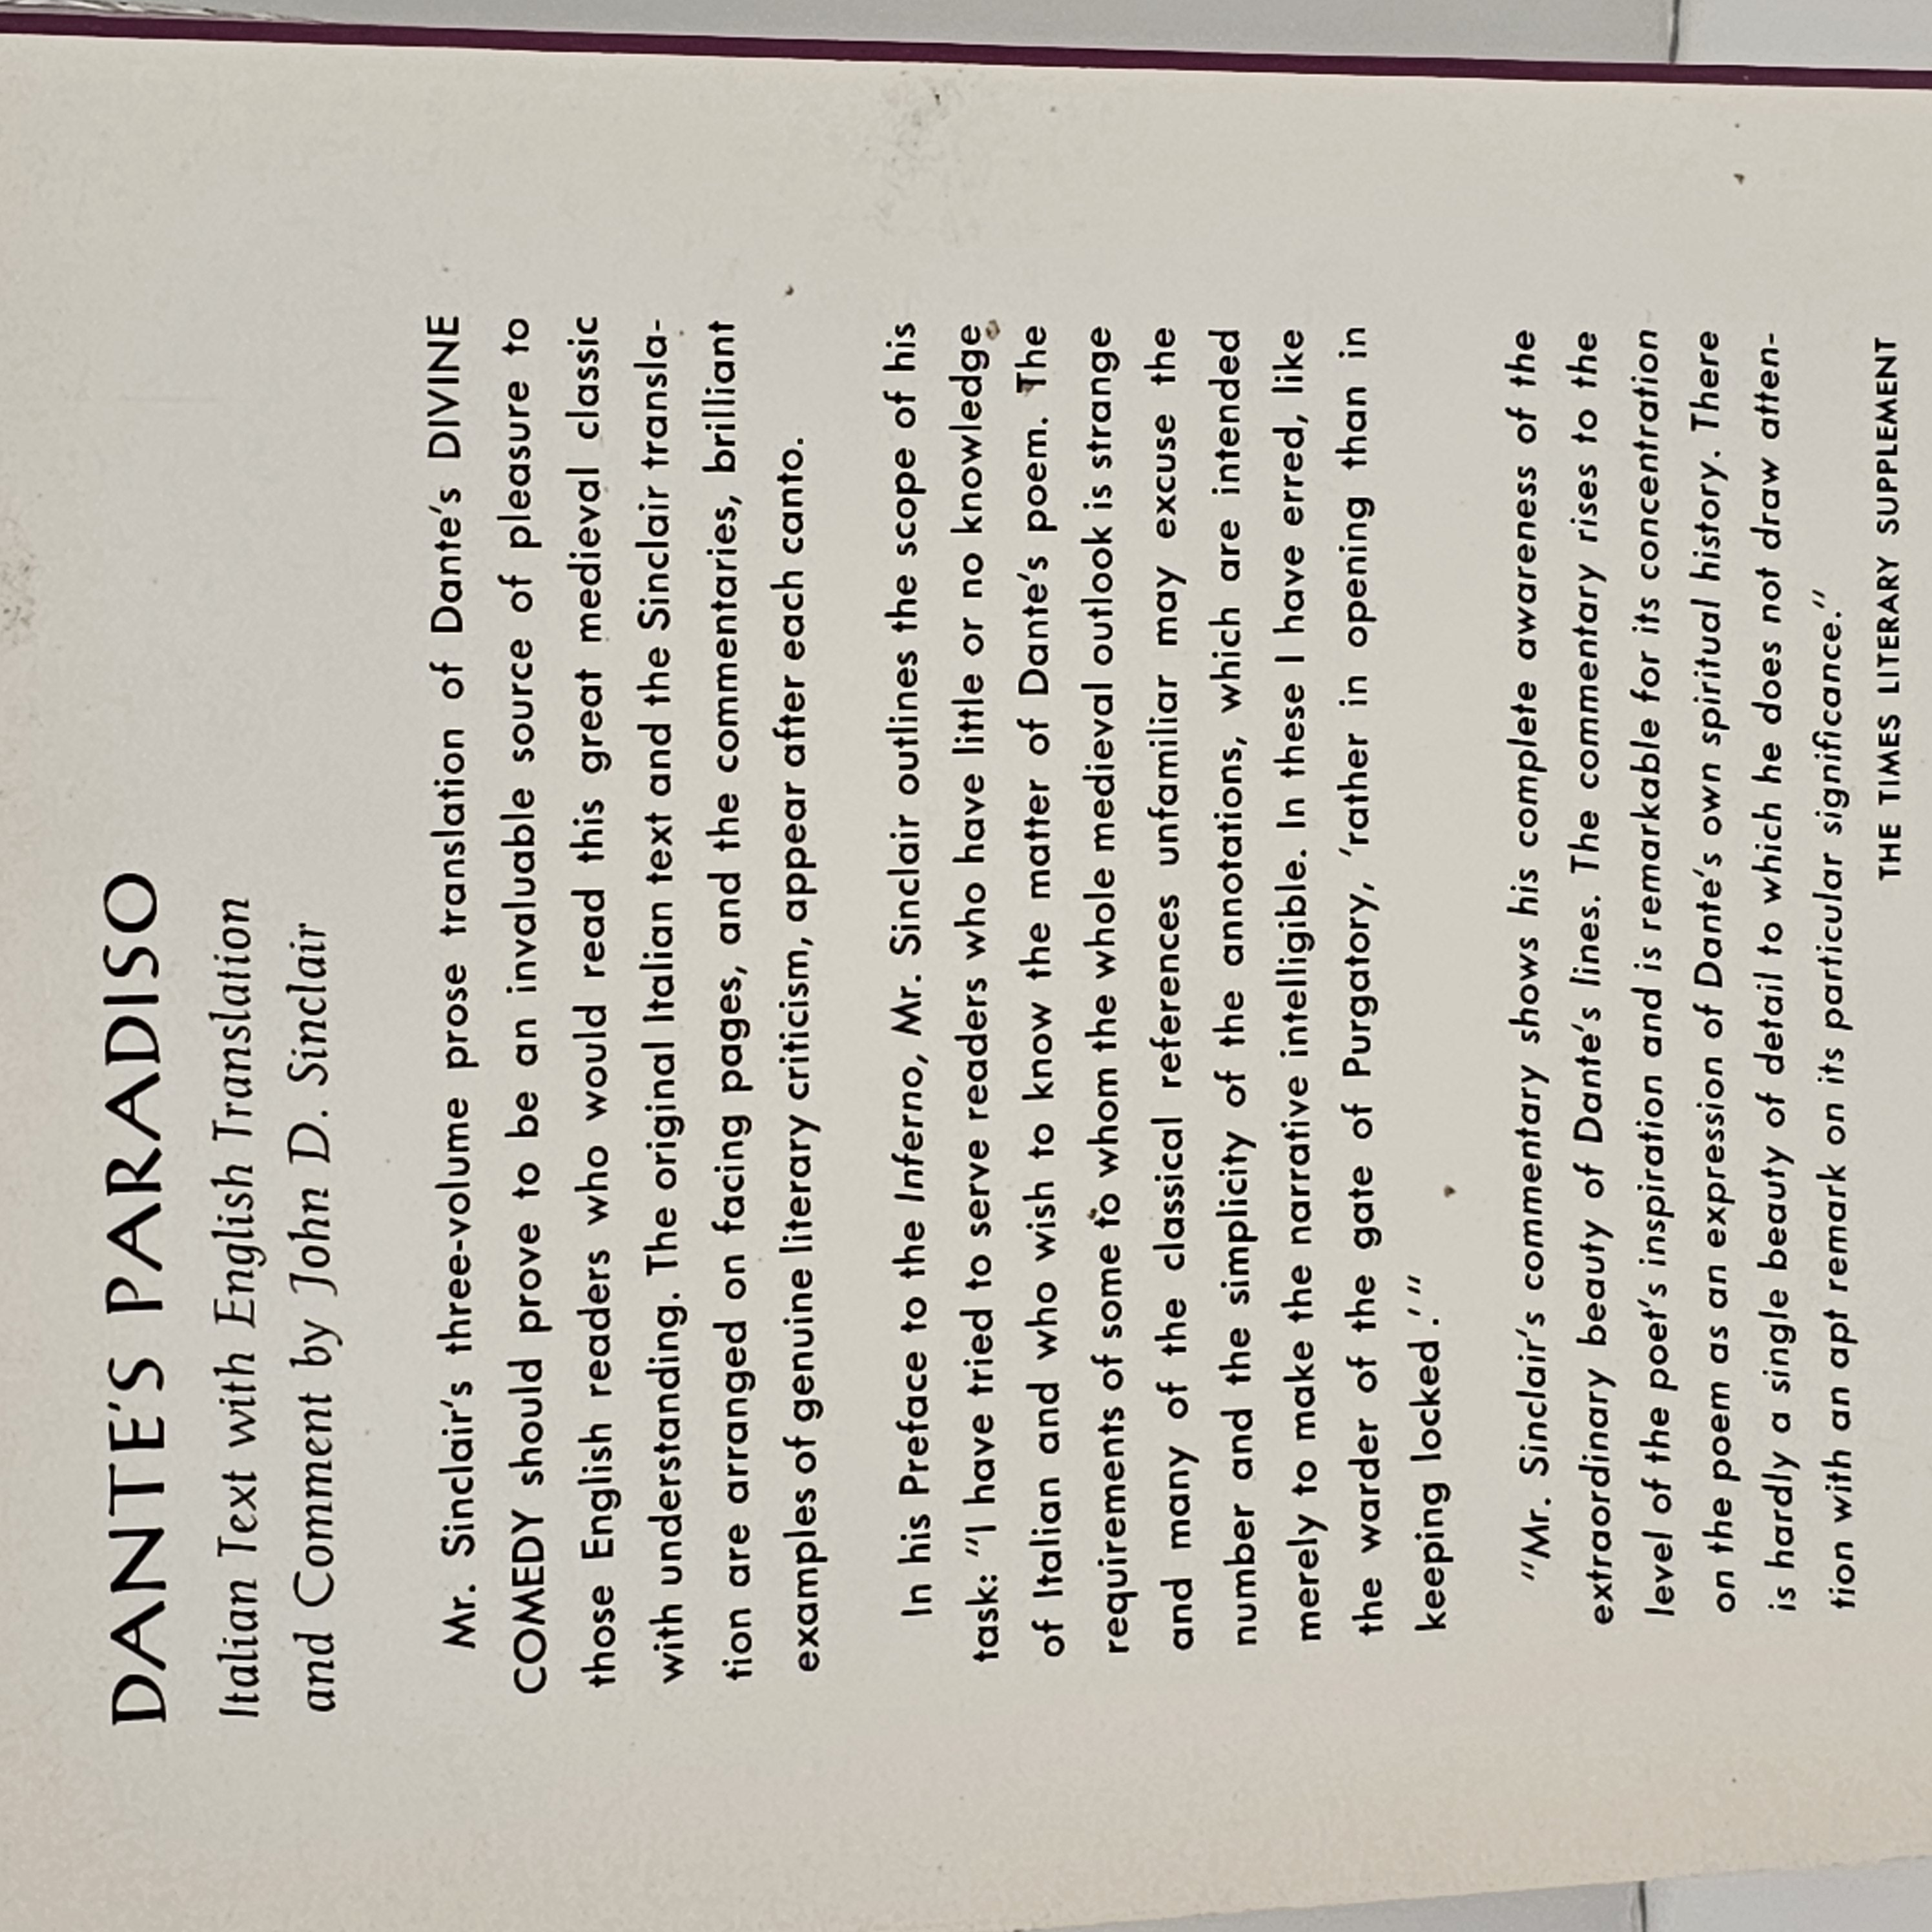 DANTE'S PARADISO
Italian Text with English Translation
and Comment by John D. Sinclair
Mr. Sinclair's three-volume prose translation of Dante's DIVINE
COMEDY should prove to be an invaluable source of pleasure to
those English readers who would read this great medieval classic
with understanding. The original Italian text and the Sinclair transla-
tion are arranged on facing pages, and the commentaries, brilliant
examples of genuine literary criticism, appear after each canto.
In his Preface to the Inferno, Mr. Sinclair outlines the scope of his
task: "I have tried to serve readers who have little or no knowledge
of Italian and who wish to know the matter of Dante's poem. The
requirements of some to whom the whole medieval outlook is strange
and many of the classical references unfamiliar may excuse the
number and the simplicity of the annotations, which are intended
merely to make the narrative intelligible. In these I have erred, like
the warder of the gate of Purgatory, 'rather in opening than in
keeping locked .' "
"Mr. Sinclair's commentary shows his complete awareness of the
extraordinary beauty of Dante's lines. The commentary rises to the
level of the poet's inspiration and is remarkable for its concentration
on the poem as an expression of Dante's own spiritual history. There
is hardly a single beauty of detail to which he does not draw atten-
tion with an apt remark on its particular significance."
THE TIMES LITERARY SUPPLEMENT